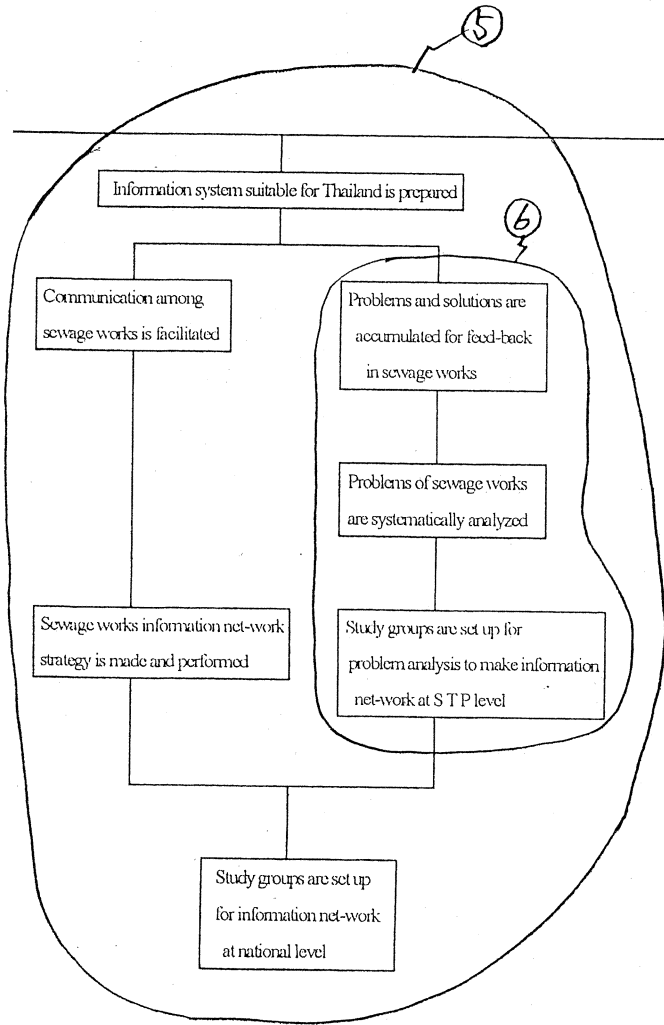 5
Information system suitable for Thailand is prepared
6
Communication among
sewage works is facilitated
Problems and solutions are
accumulated for feed-back
in sewage works
Problems of sewage works
are systematically analyzed
Sewage works information net-work
strategy is made and performed
Study groups are set up for
problem analysis to make information
net-work at S T P level
Study groups are set up
for information net-work
at national level